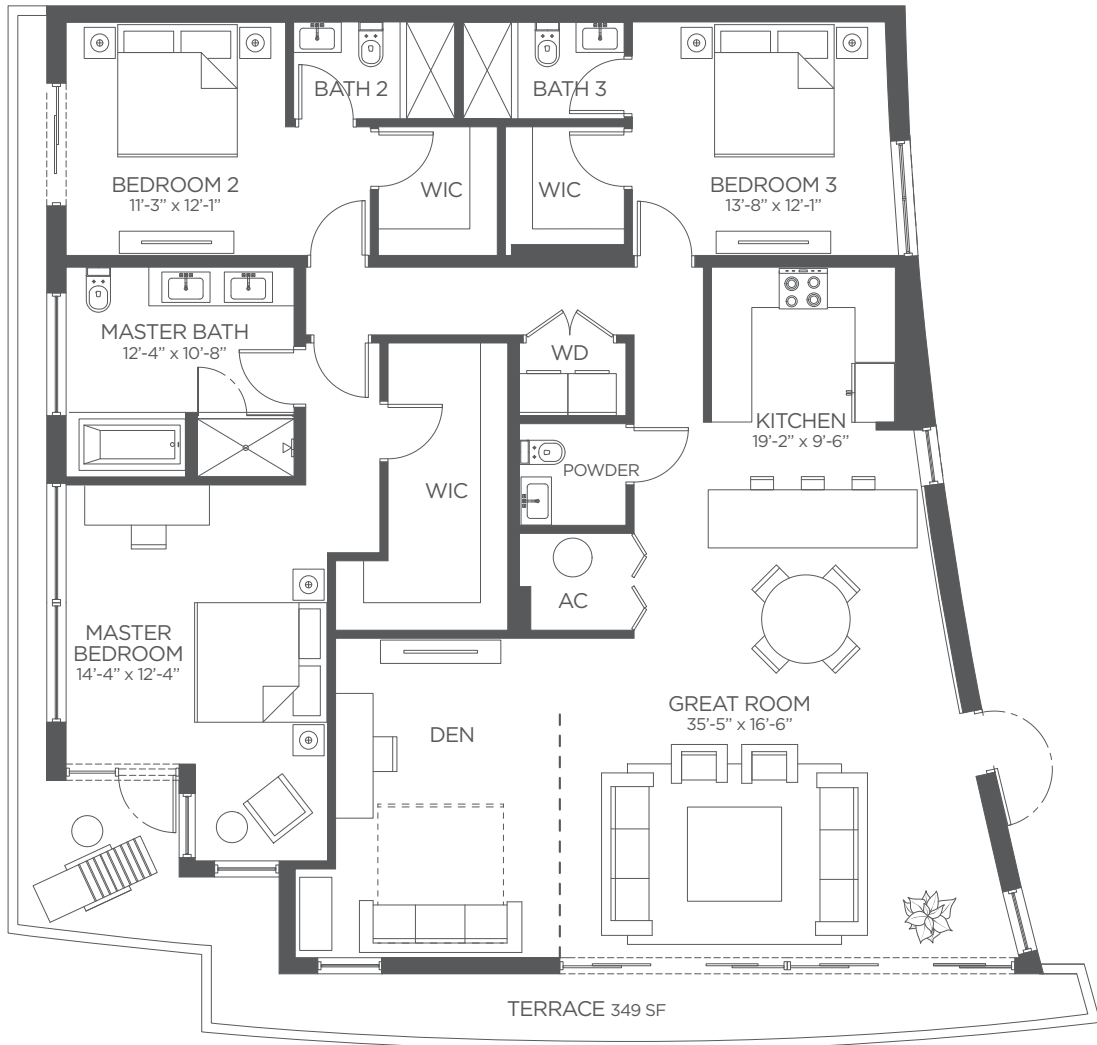 BATH 2
BATH 3
BEDROOM 2
11'-3” x 12'-1”
WIC
WIC
BEDROOM 3
13'-8” x 12'-1”
MASTER BATH
12'-4” x 10'-8”
WD
KITCHEN
19'-2” x 9'-6”
POWDER
WIC
AC
MASTER
BEDROOM
14'-4” x 12'-4”
GREAT ROOM
35'-5” x 16'-6”
DEN
TERRACE 349 SF